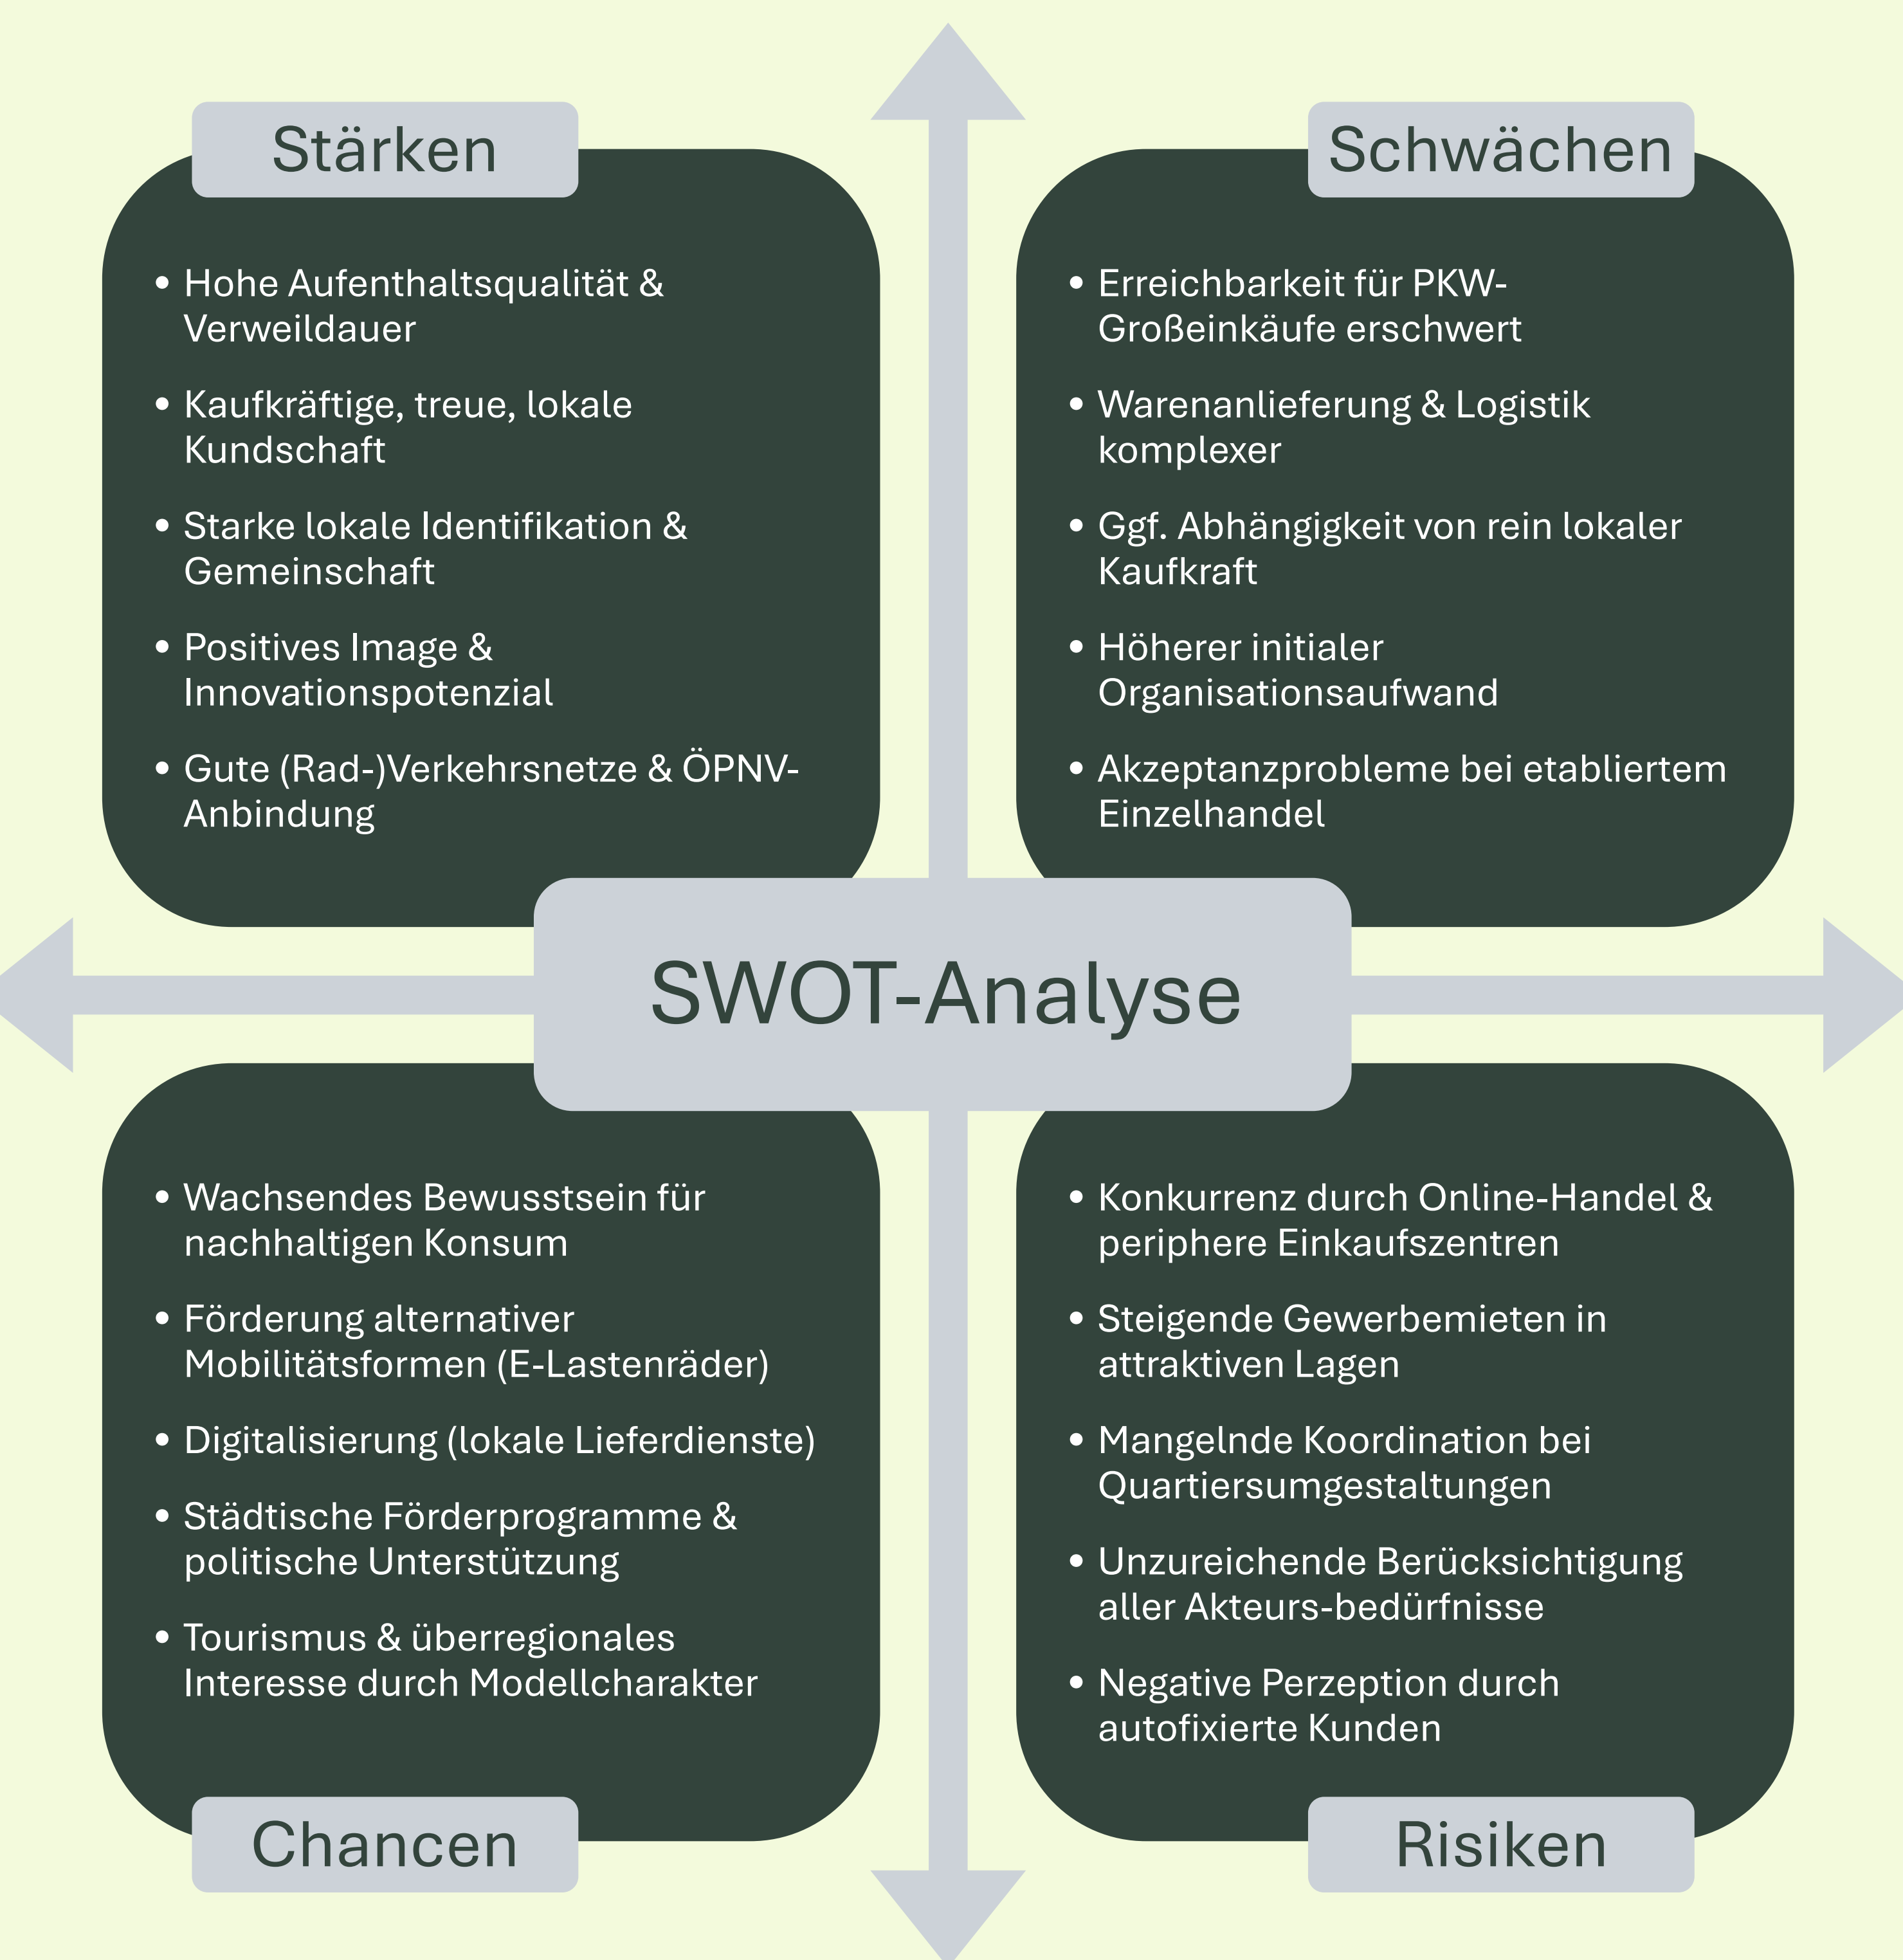 Stärken
• Hohe Aufenthaltsqualität &
Verweildauer
• Kaufkräftige, treue, lokale
Kundschaft
• Starke lokale Identifikation &
Gemeinschaft
• Positives Image &
Innovationspotenzial
• Gute (Rad-)Verkehrsnetze & ÖPNV-
Anbindung
Schwächen
• Erreichbarkeit für PKW-
Großeinkäufe erschwert
• Warenanlieferung & Logistik
komplexer
• Ggf. Abhängigkeit von rein lokaler
Kaufkraft
• Höherer initialer
Organisationsaufwand
• Akzeptanzprobleme bei etabliertem
Einzelhandel
SWOT-Analyse
• Wachsendes Bewusstsein für
nachhaltigen Konsum
• Förderung alternativer
Mobilitätsformen (E-Lastenräder)
• Digitalisierung (lokale Lieferdienste)
• Städtische Förderprogramme &
politische Unterstützung
• Tourismus & überregionales
Interesse durch Modellcharakter
Chancen
• Konkurrenz durch Online-Handel &
periphere Einkaufszentren
• Steigende Gewerbemieten in
attraktiven Lagen
• Mangelnde Koordination bei
Quartiersumgestaltungen
• Unzureichende Berücksichtigung
aller Akteurs-bedürfnisse
• Negative Perzeption durch
autofixierte Kunden
Risiken